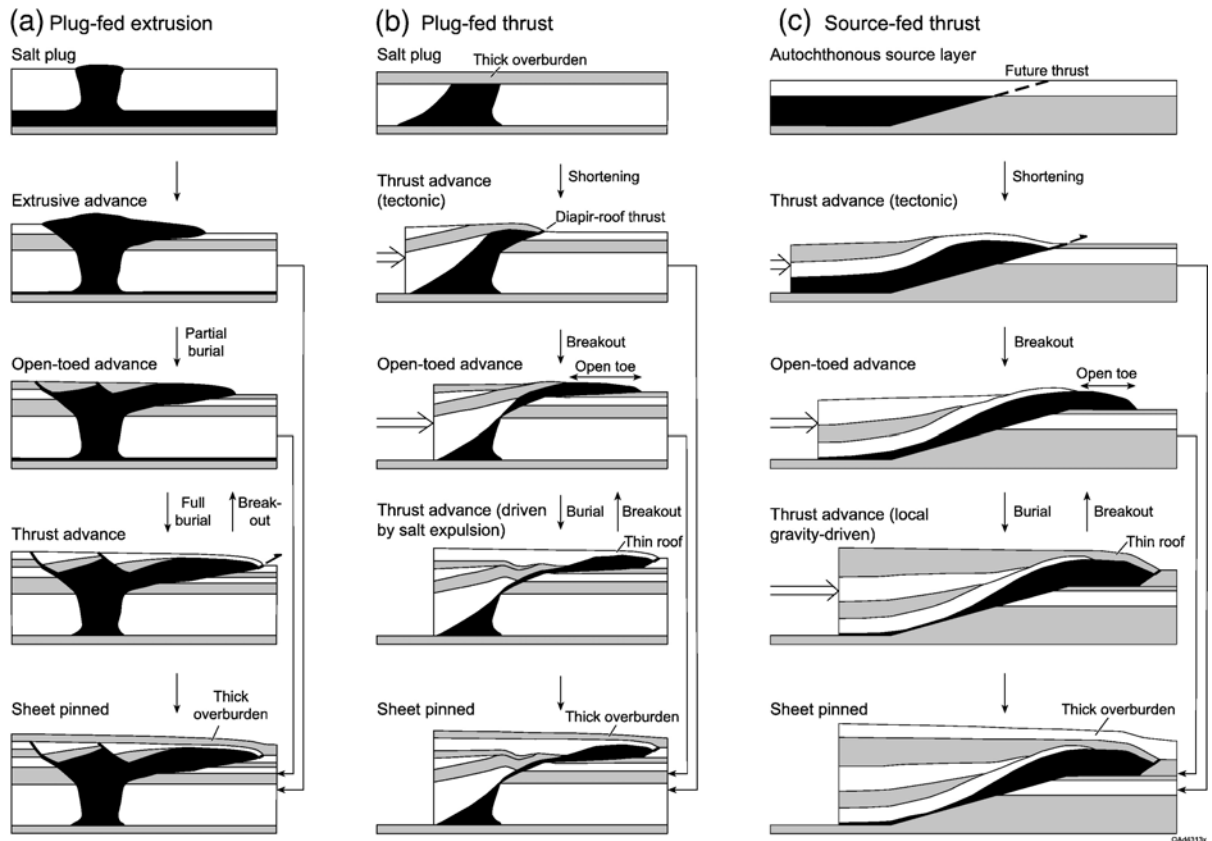 (a) Plug-fed extrusion
Salt plug
Extrusive advance
Partial
burial
Open-toed advance
Full
burial
Break-
out
Thrust advance
Thick
overburden
Sheet pinned
(b) Plug-fed thrust
Salt plug
Thick overburden
Thrust advance
(tectonic)
Shortening
Diapir-roof thrust
Breakout
Open-toed advance
Open toe
Thrust advance (driven
by salt expulsion)
Burial
Breakout
Thin roof
Sheet pinned
Thick overburden
(c) Source-fed thrust
Autochthonous source layer
Future thrust
Shortening
Thrust advance (tectonic)
Breakout
Open-toed advance
Open toe
Thrust advance (local
gravity-driven)
Burial
Breakout
Thin roof
Sheet pinned
Thick overburden